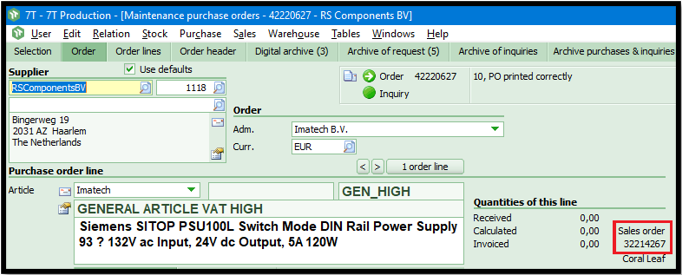 7T - 7T Production - [Maintenance purchase orders - 42220627 - RS Components BV]
User Relation Stock Purchase Sales Warehouse Tables Windows Help
Selection Order Order lines Order header Digital archive (3) Archive of request (5) Archive of inquiries Archive purchases & inquiries
Supplier Use defaults
RSComponentsBV 1118
Bingerweg 19
2031 AZ Haarlem
The Netherlands
Order 42220627 10, PO printed correctly
Inquiry
Order
Adm. Imatech B.V.
Curr. EUR
< > 1 order line
Purchase order line
Article Imatech GEN_HIGH
GENERAL ARTICLE VAT HIGH
Siemens SITOP PSU100L Switch Mode DIN Rail Power Supply
93 ? 132V ac Input, 24V dc Output, 5A 120W
Quantities of this line
Received 0,00
Calculated 0,00 Sales order
Invoiced 0,00 32214267
Coral Leaf